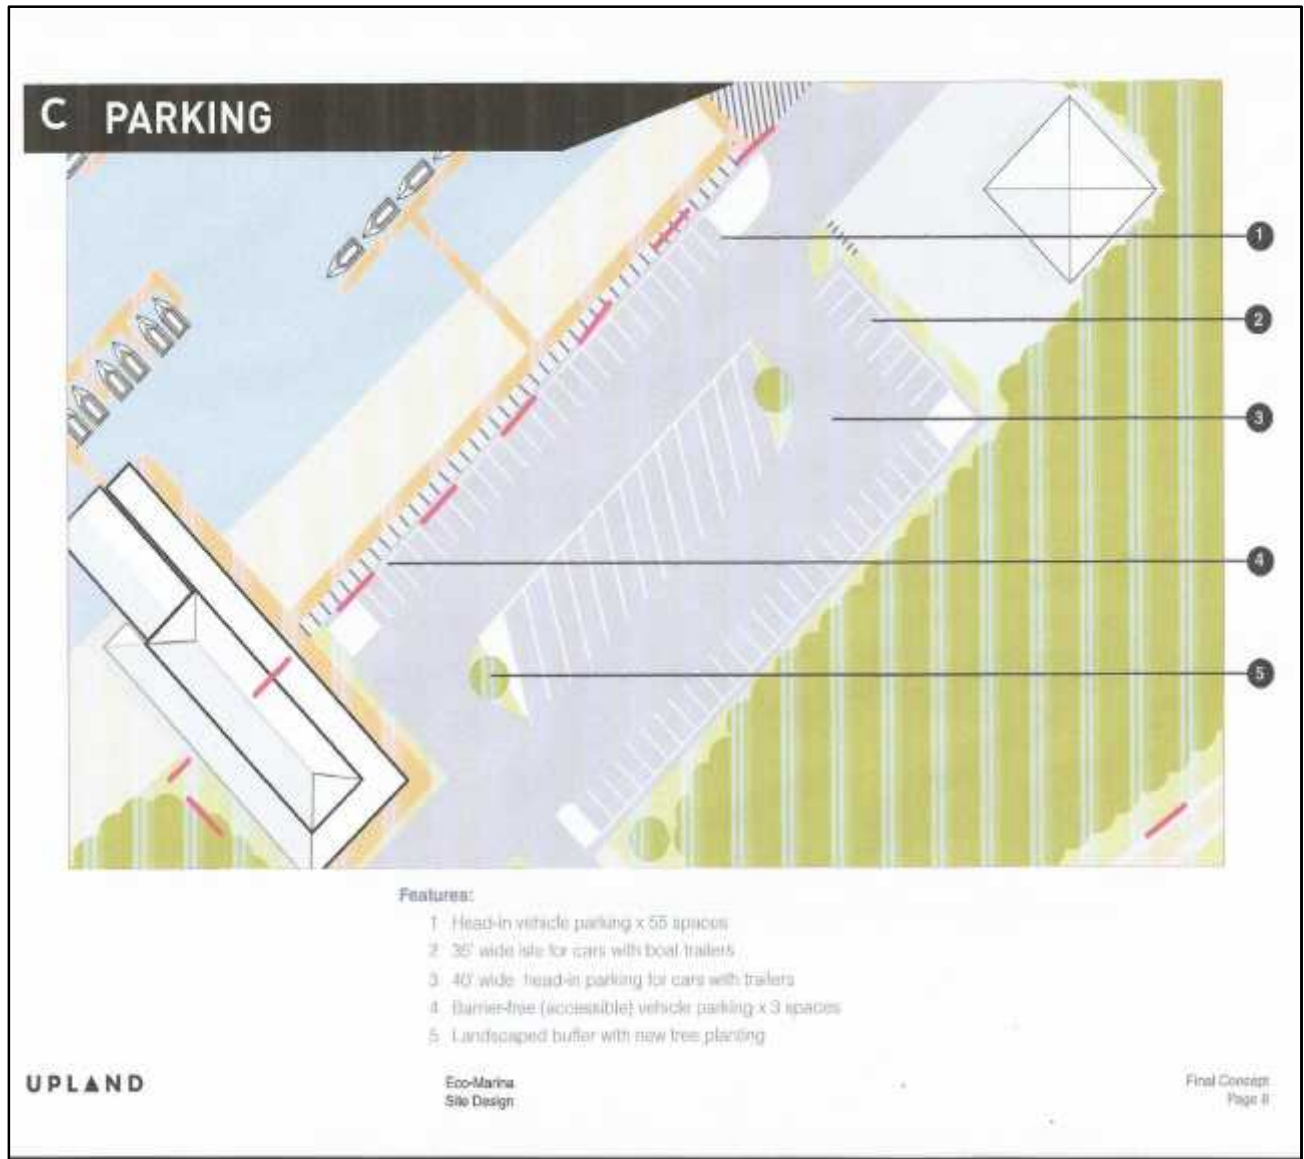 C PARKING
1
2
3
4
5
Features:
1 Head-in vehicle parking x 55 spaces
2 35' wide isle for cars with boat trailers
3 40' wide head-in parking for cars with trailers
4 Barrier-free (accessible) vehicle parking x 3 spaces
5 Landscaped buffer with new tree planting
UPLAND
Eco-Marina
Site Design
Final Concept
Page